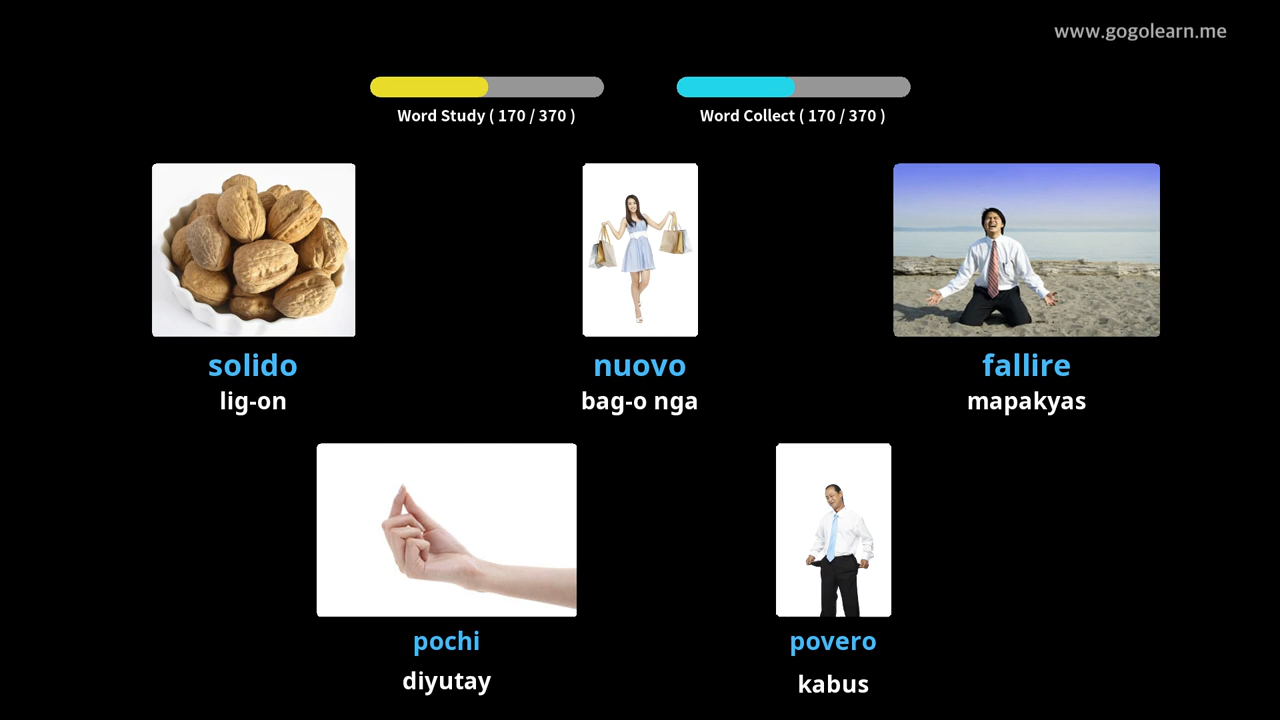 www.gogolearn.me
Word Study ( 170 / 370 )
Word Collect ( 170 / 370 )
solido
lig-on
nuovo
bag-o nga
fallire
mapakyas
pochi
diyutay
povero
kabus